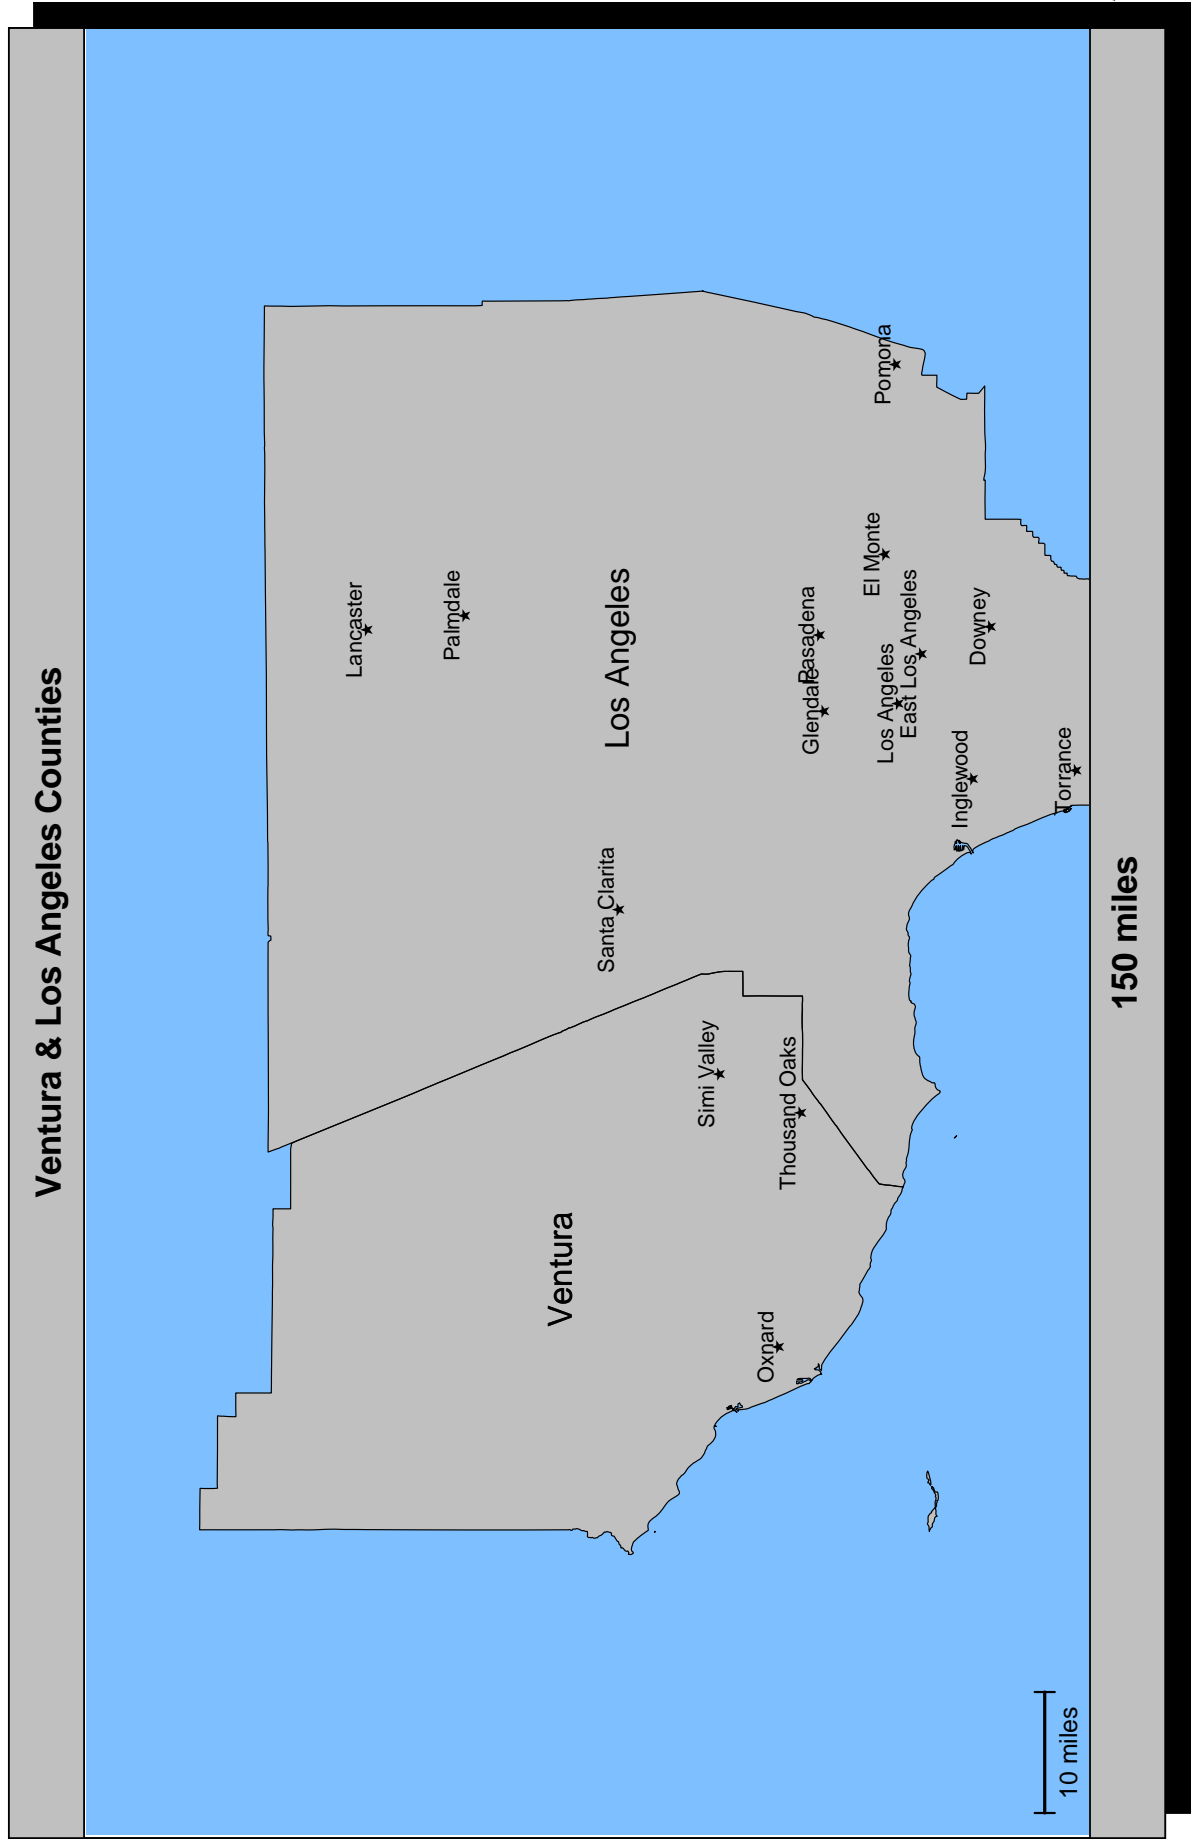 Ventura & Los Angeles Counties
Lancaster
Palmdale
Los Angeles
Santa Clarita
Ventura
Simi Valley
Thousand Oaks
Oxnard
Pasadena
Glendale
El Monte
Pomona
Los Angeles
East Los Angeles
Inglewood
Downey
Torrance
10 miles
150 miles